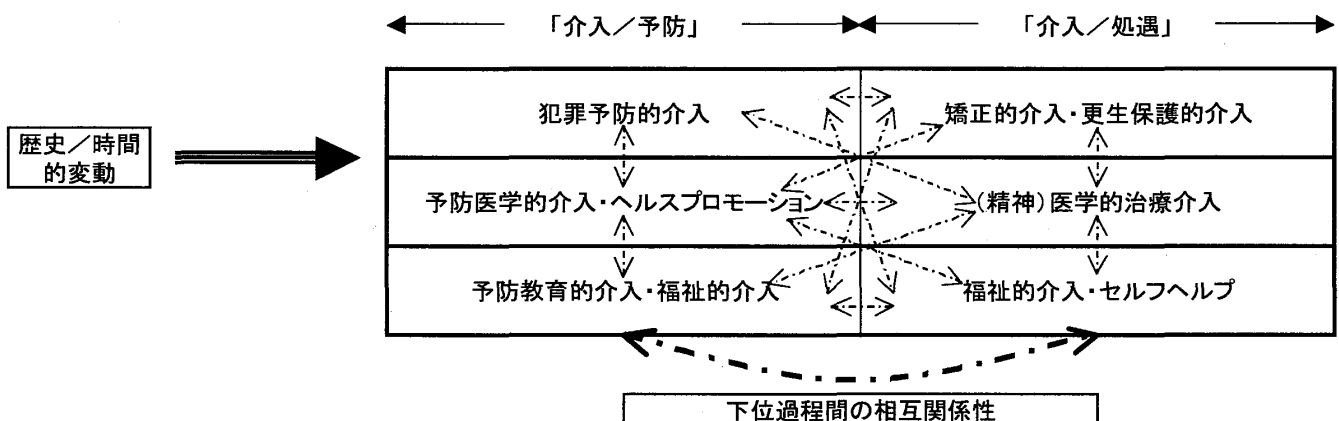 「介入／予防」
「介入／処遇」
犯罪予防的介入
矯正的介入・更生保護的介入
歴史／時間
的変動
予防医学的介入・ヘルスプロモーション
(精神)医学的治療介入
予防教育的介入・福祉的介入
福祉的介入・セルフヘルプ
下位過程間の相互関係性